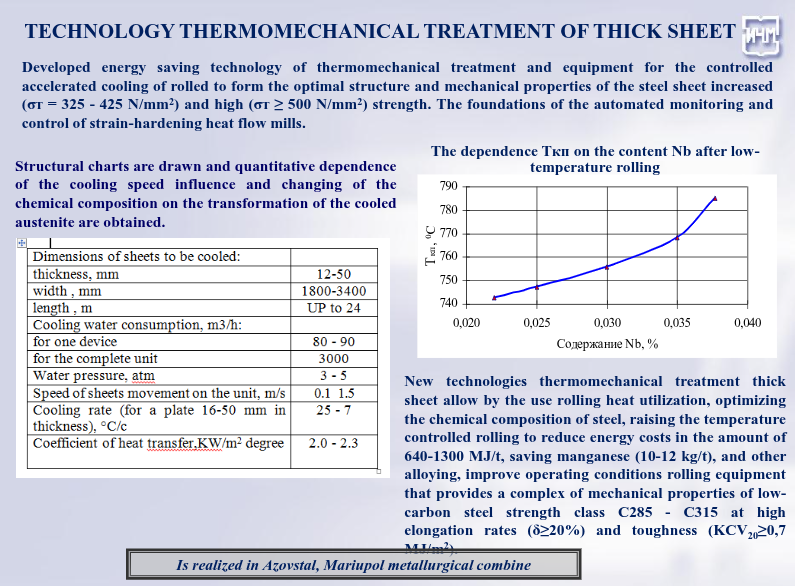 TECHNOLOGY THERMOMECHANICAL TREATMENT OF THICK SHEET
ИЧМ
Developed energy saving technology of thermomechanical treatment and equipment for the controlled
accelerated cooling of rolled to form the optimal structure and mechanical properties of the steel sheet increased
(σт = 325 - 425 N/mm²) and high (σт ≥ 500 N/mm²) strength. The foundations of the automated monitoring and
control of strain-hardening heat flow mills.
Structural charts are drawn and quantitative dependence
of the cooling speed influence and changing of the
chemical composition on the transformation of the cooled
austenite are obtained.
Dimensions of sheets to be cooled:
thickness, mm 12-50
width , mm 1800-3400
length , m UP to 24
Cooling water consumption, m3/h:
for one device 80 - 90
for the complete unit 3000
Water pressure, atm 3 - 5
Speed of sheets movement on the unit, m/s 0.1 1.5
Cooling rate (for a plate 16-50 mm in 25 - 7
thickness), °C/c
Coefficient of heat transfer,KW/m² degree 2.0 - 2.3
The dependence Ткп on the content Nb after low-
temperature rolling
790
780
770
760
750
740
Ткп, ⁰С
0,020 0,025 0,030 0,035 0,040
Содержание Nb, %
New technologies thermomechanical treatment thick
sheet allow by the use rolling heat utilization, optimizing
the chemical composition of steel, raising the temperature
controlled rolling to reduce energy costs in the amount of
640-1300 MJ/t, saving manganese (10-12 kg/t), and other
alloying, improve operating conditions rolling equipment
that provides a complex of mechanical properties of low-
carbon steel strength class C285 - C315 at high
elongation rates (δ≥20%) and toughness (KCV₂₀≥0,7
MJ/m²).
Is realized in Azovstal, Mariupol metallurgical combine